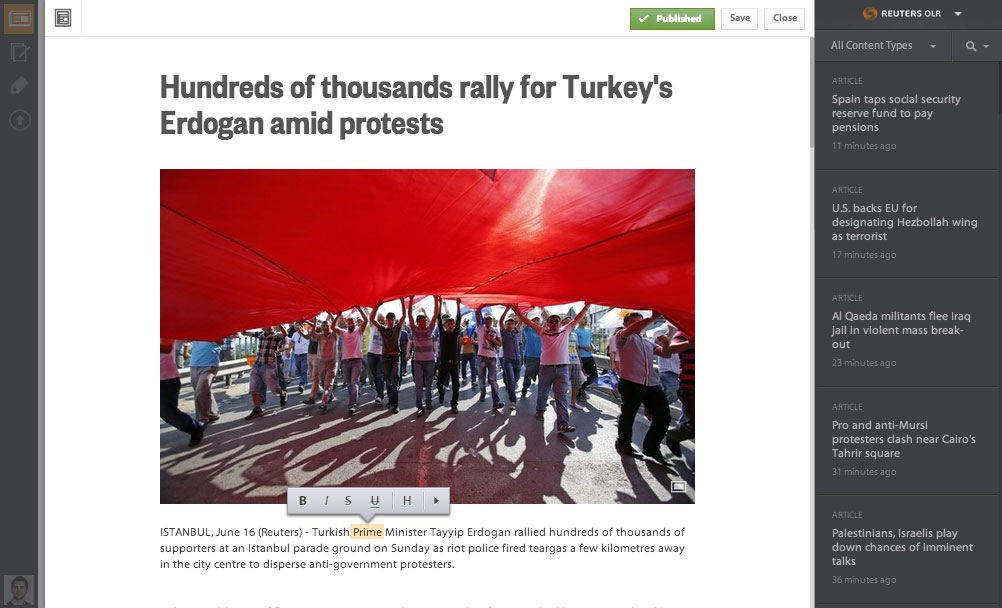 Published Save Close
REUTERS OLR
All Content Types
Hundreds of thousands rally for Turkey's
Erdogan amid protests
B I S U H
ISTANBUL, June 16 (Reuters) - Turkish Prime Minister Tayyip Erdogan rallied hundreds of thousands of
supporters at an Istanbul parade ground on Sunday as riot police fired teargas a few kilometres away
in the city centre to disperse anti-government protesters.
ARTICLE
Spain taps social security
reserve fund to pay
pensions
11 minutes ago
ARTICLE
U.S. backs EU for
designating Hezbollah wing
as terrorist
17 minutes ago
ARTICLE
Al Qaeda militants flee Iraq
jail in violent mass break-
out
23 minutes ago
ARTICLE
Pro and anti-Mursi
protesters clash near Cairo's
Tahrir square
31 minutes ago
ARTICLE
Palestinians, Israelis play
down chances of imminent
talks
36 minutes ago